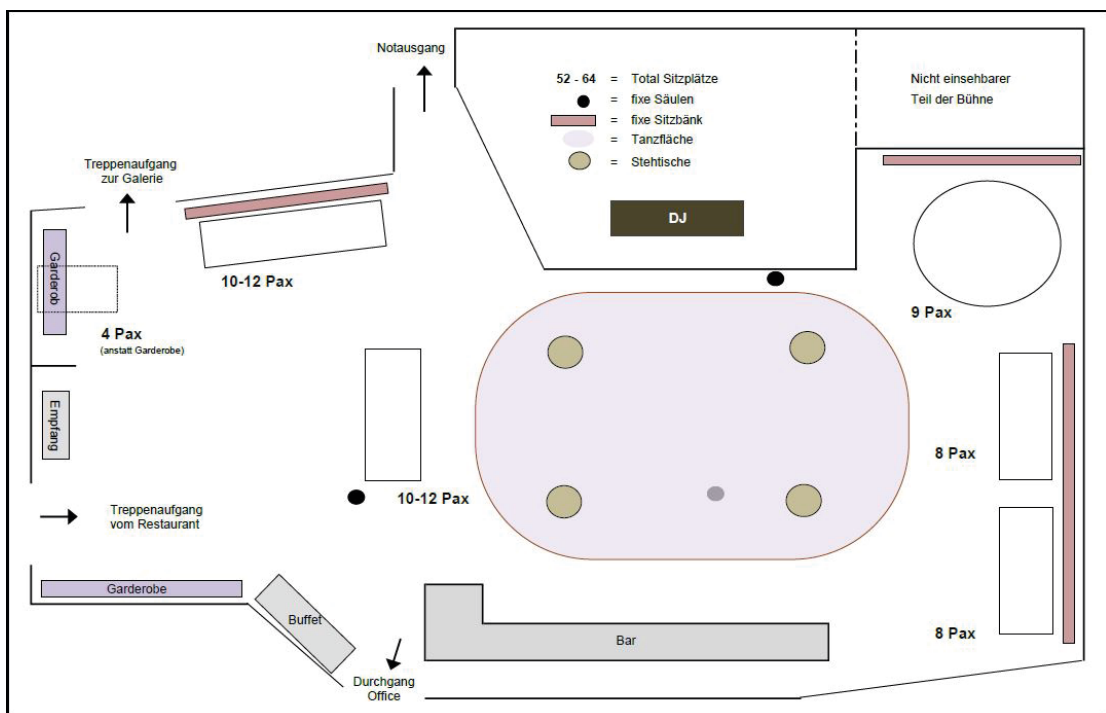 Notausgang
52 - 64 = Total Sitzplätze
= fixe Säulen
= fixe Sitzbänk
= Tanzfläche
= Stehtische
Nicht einsehbarer
Teil der Bühne
Treppenaufgang
zur Galerie
DJ
Garderob
10-12 Pax
4 Pax
(anstatt Garderobe)
9 Pax
Empfang
8 Pax
10-12 Pax
Treppenaufgang
vom Restaurant
Garderobe
Buffet
Bar
8 Pax
Durchgang
Office